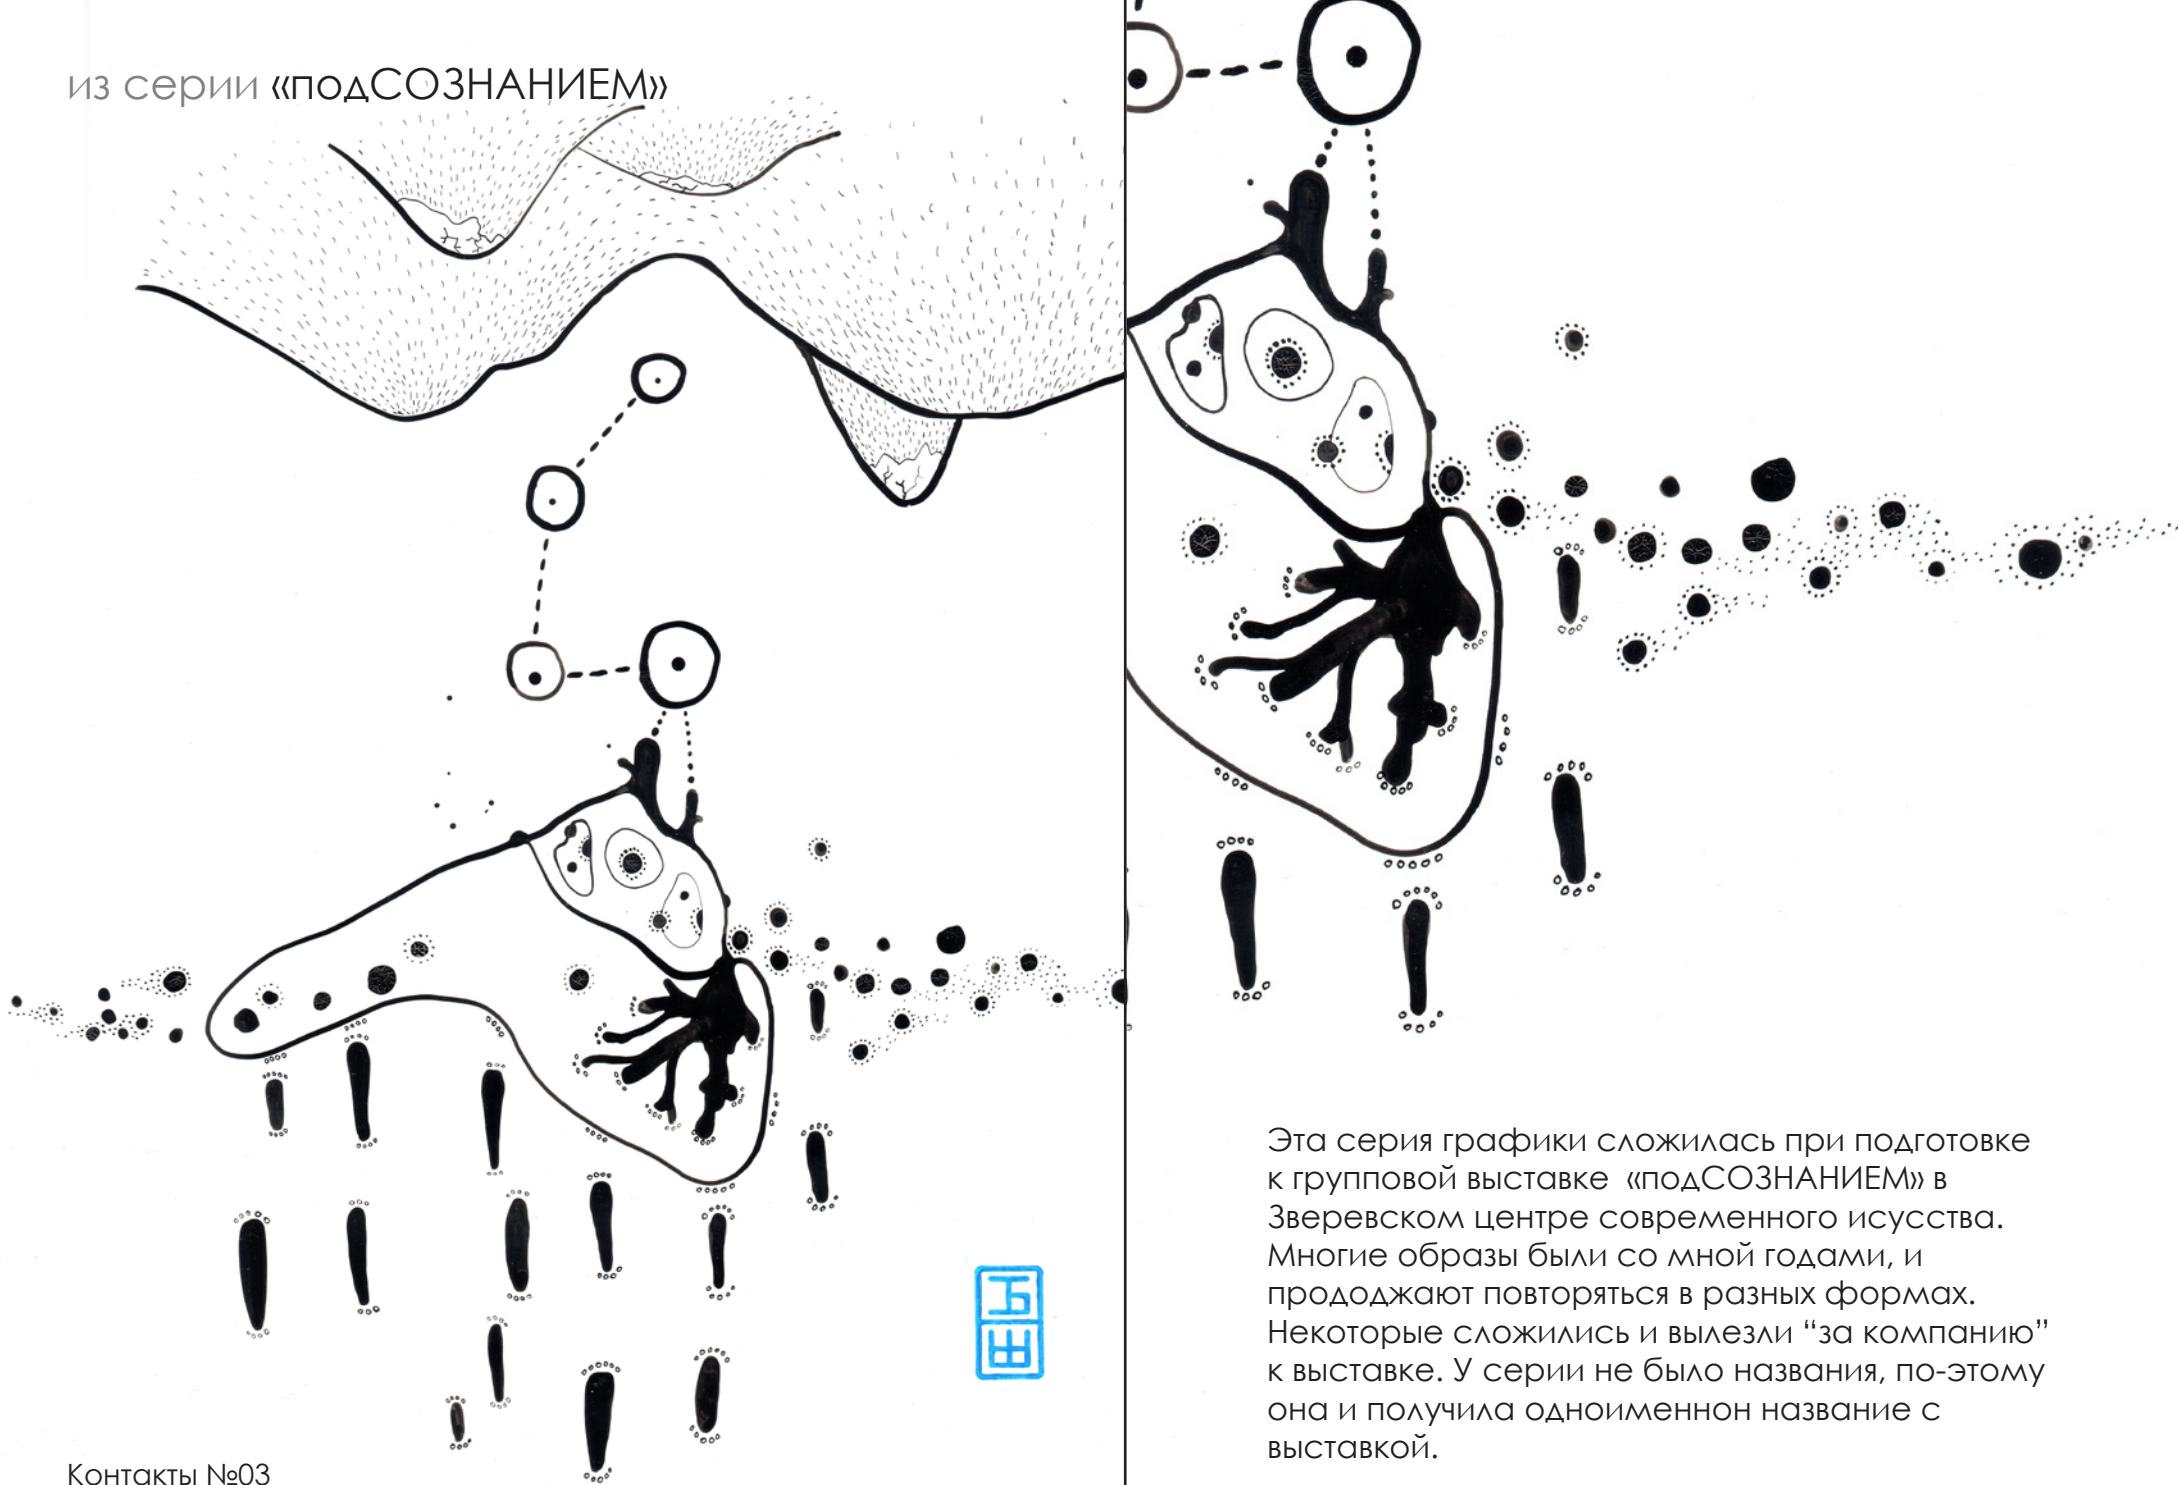 из серии «подСОЗНАНИЕМ»
Эта серия графики сложилась при подготовке
к групповой выставке «подСОЗНАНИЕМ» в
Зверевском центре современного исусства.
Многие образы были со мной годами, и
прододжают повторяться в разных формах.
Некоторые сложились и вылезли “за компанию”
к выставке. У серии не было названия, по-этому
она и получила одноименнон название с
выставкой.
Контакты №03